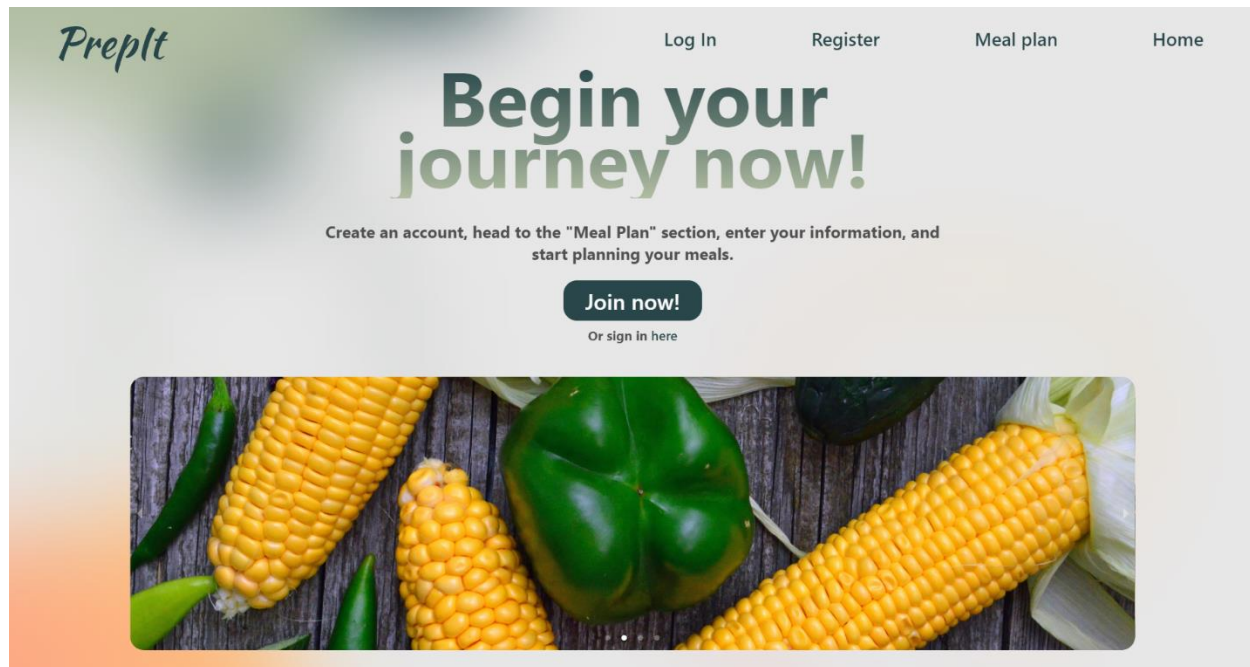 PrepIt
Log In
Register
Meal plan
Home
Begin your
journey now!
Create an account, head to the "Meal Plan" section, enter your information, and
start planning your meals.
Join now!
Or sign in here